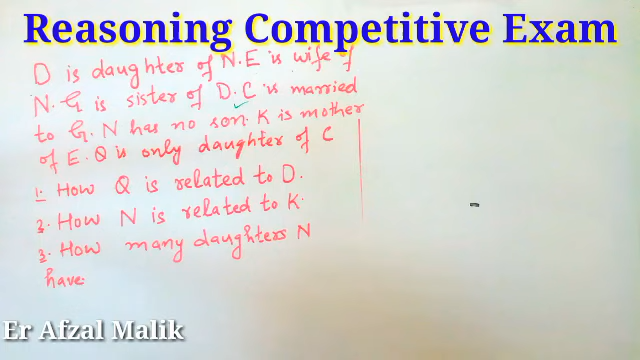 Reasoning Competitive Exam
D is daughter of N. E is wife of
N. G is sister of D. C is married
to G. N has no son. K is mother
of E. Q is only daughter of C
1. How Q is related to D.
2. How N is related to K.
3. How many daughters N
have
Er Afzal Malik